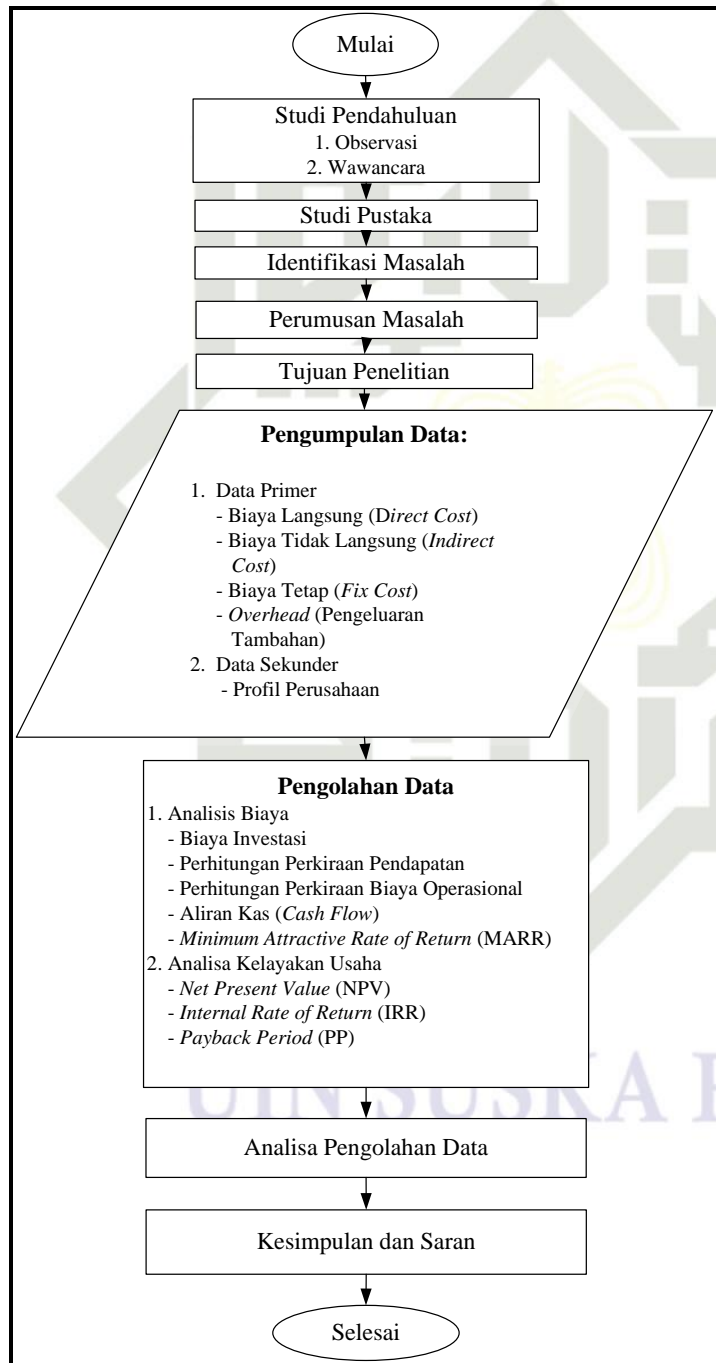 Mulai
Studi Pendahuluan
1. Observasi
2. Wawancara
Studi Pustaka
Identifikasi Masalah
Perumusan Masalah
Tujuan Penelitian
Pengumpulan Data:
1. Data Primer
- Biaya Langsung (Direct Cost)
- Biaya Tidak Langsung (Indirect
Cost)
- Biaya Tetap (Fix Cost)
- Overhead (Pengeluaran
Tambahan)
2. Data Sekunder
- Profil Perusahaan
Pengolahan Data
1. Analisis Biaya
- Biaya Investasi
- Perhitungan Perkiraan Pendapatan
- Perhitungan Perkiraan Biaya Operasional
- Aliran Kas (Cash Flow)
- Minimum Attractive Rate of Return (MARR)
2. Analisa Kelayakan Usaha
- Net Present Value (NPV)
- Internal Rate of Return (IRR)
- Payback Period (PP)
UIN SUSKA
Analisa Pengolahan Data
Kesimpulan dan Saran
Selesai